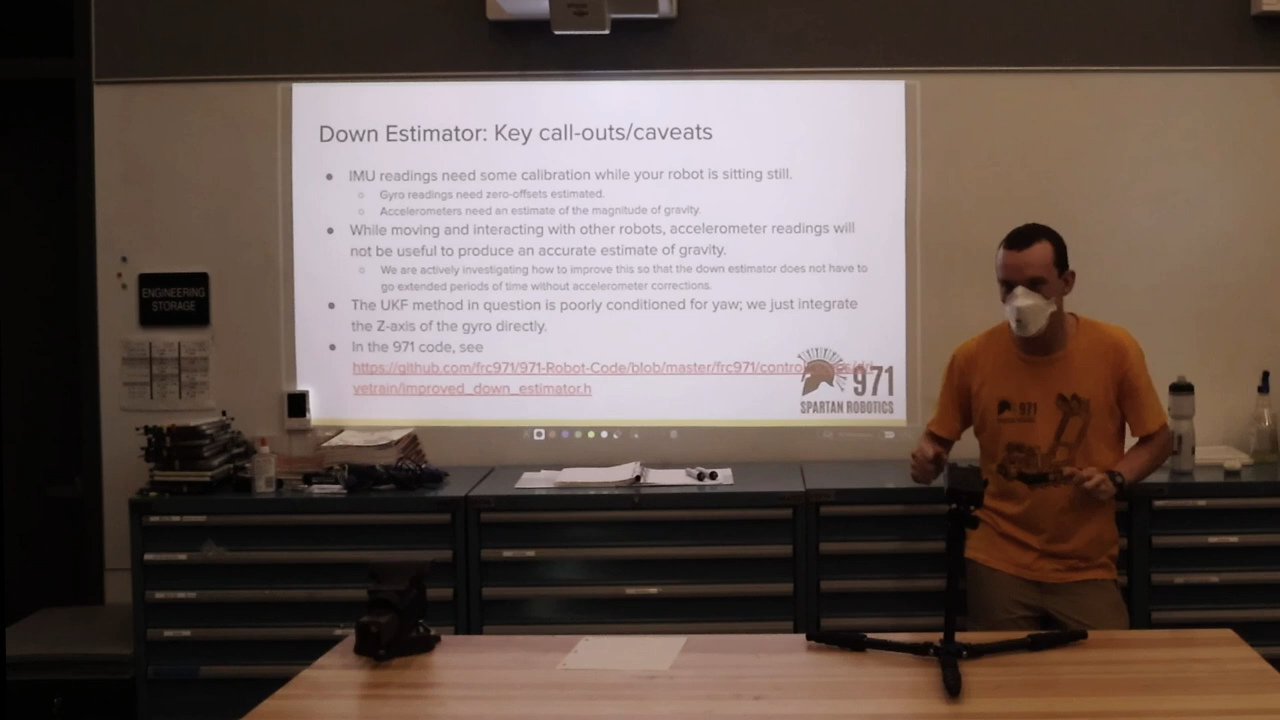 Down Estimator: Key call-outs/caveats
IMU readings need some calibration while your robot is sitting still.
Gyro readings need zero-offsets estimated.
Accelerometers need an estimate of the magnitude of gravity.
While moving and interacting with other robots, accelerometer readings will
not be useful to produce an accurate estimate of gravity.
We are actively investigating how to improve this so that the down estimator does not have to
go extended periods of time without accelerometer corrections.
The UKF method in question is poorly conditioned for yaw; we just integrate
the Z-axis of the gyro directly.
In the 971 code, see
https://github.com/frc971/971-Robot-Code/blob/master/frc971/contro
vetrain/improved_down_estimator.h
971
SPARTAN ROBOTICS
ENGINEERING
STORAGE
971